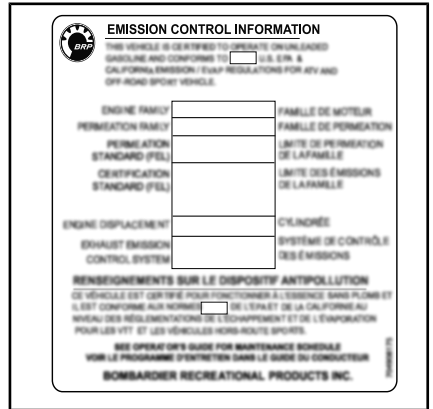 BRP
EMISSION CONTROL INFORMATION
THIS VEHICLE IS CERTIFIED TO OPERATE ON UNLEADED
GASOLINE AND CONFORMS TO U.S. EPA &
CALIFORNIA EMISSION / EVAP REGULATIONS FOR ATV AND
OFF-ROAD SPORT VEHICLE.
ENGINE FAMILY FAMILLE DE MOTEUR
PERMEATION FAMILY FAMILLE DE PERMEATION
PERMEATION LIMITE DE PERMEATION
STANDARD (FEL) DE LA FAMILLE
CERTIFICATION LIMITE DES ÉMISSIONS
STANDARD (FEL) DE LA FAMILLE
ENGINE DISPLACEMENT CYLINDRÉE
EXHAUST EMISSION SYSTÈME DE CONTRÔLE
CONTROL SYSTEM DES ÉMISSIONS
RENSEIGNEMENTS SUR LE DISPOSITIF ANTIPOLLUTION
CE VÉHICULE EST CERTIFIÉ POUR FONCTIONNER À L'ESSENCE SANS PLOMB ET
IL EST CONFORME AUX NORMES DE L'EPA ET DE LA CALIFORNIE AU
NIVEAU DES RÉGLEMENTATIONS DE L'ÉCHAPPEMENT ET DE L'ÉVAPORATION
POUR LES VTT ET LES VÉHICULES HORS-ROUTE SPORTS.
SEE OPERATOR'S GUIDE FOR MAINTENANCE SCHEDULE
VOIR LE PROGRAMME D'ENTRETIEN DANS LE GUIDE DU CONDUCTEUR
BOMBARDIER RECREATIONAL PRODUCTS INC.